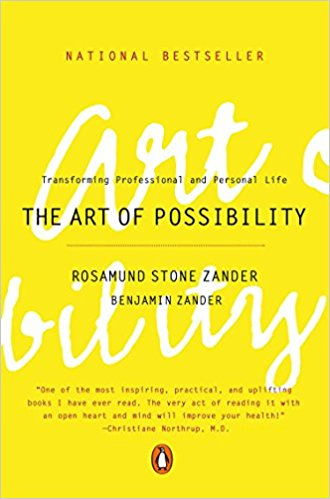 NATIONAL BESTSELLER
Art o
Transforming Professional and Personal Life
THE ART OF POSSIBILITY
ROSAMUND STONE ZANDER
BENJAMIN ZANDER
bility
"One of the most inspiring, practical, and uplifting
books I have ever read. The very act of reading it with
an open heart and mind will improve your health!"
—Christiane Northrup, M.D.